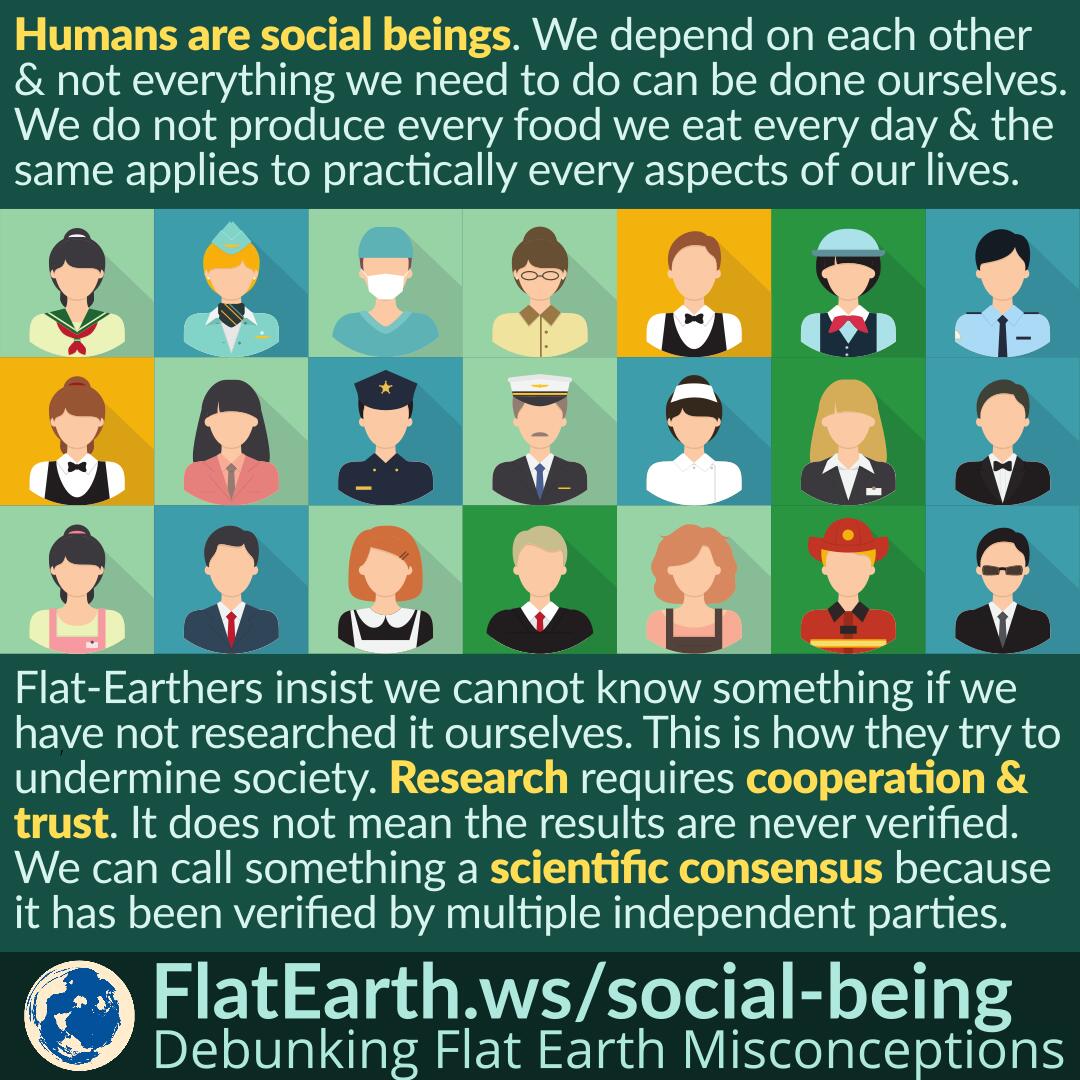 Humans are social beings. We depend on each other
& not everything we need to do can be done ourselves.
We do not produce every food we eat every day & the
same applies to practically every aspects of our lives.
Flat-Earthers insist we cannot know something if we
have not researched it ourselves. This is how they try to
undermine society. Research requires cooperation &
trust. It does not mean the results are never verified.
We can call something a scientific consensus because
it has been verified by multiple independent parties.
FlatEarth.ws/social-being
Debunking Flat Earth Misconceptions